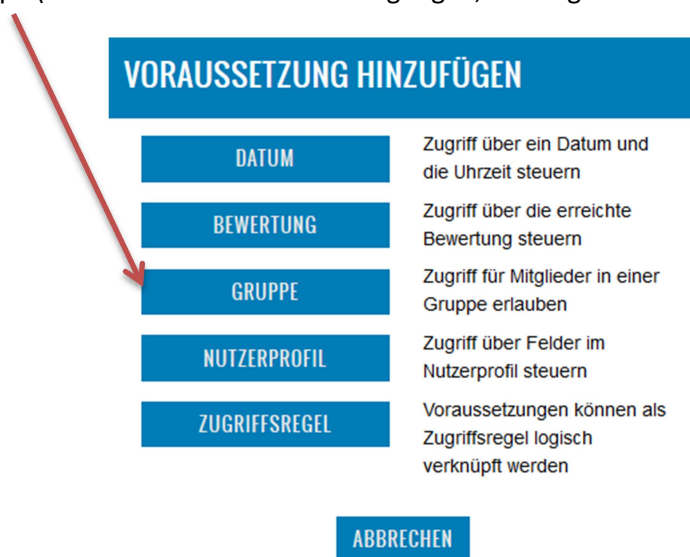 VORAUSSETZUNG HINZUFÜGEN
DATUM
Zugriff über ein Datum und
die Uhrzeit steuern
BEWERTUNG
Zugriff über die erreichte
Bewertung steuern
GRUPPE
Zugriff für Mitglieder in einer
Gruppe erlauben
NUTZERPROFIL
Zugriff über Felder im
Nutzerprofil steuern
ZUGRIFFSREGEL
Voraussetzungen können als
Zugriffsregel logisch
verknüpft werden
ABBRECHEN